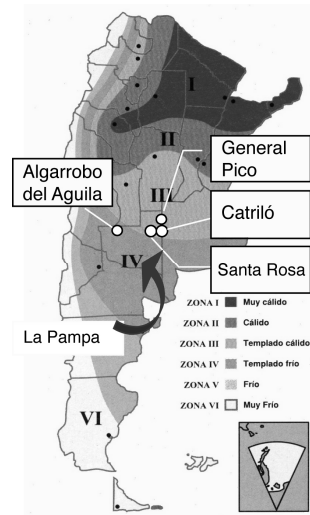 I
II
General
Pico
Algarrobo
del Aguila
III
Catriló
IV
Santa Rosa
ZONA I Muy cálido
ZONA II Cálido
La Pampa
ZONA III Templado cálido
ZONA IV Templado frío
ZONA V Frío
ZONA VI Muy Frío
VI